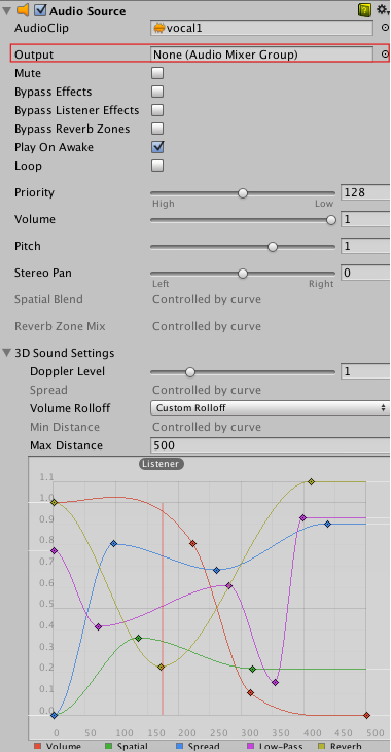 Audio Source
AudioClip vocal1
Output None (Audio Mixer Group)
Mute
Bypass Effects
Bypass Listener Effects
Bypass Reverb Zones
Play On Awake
Loop
Priority 128
High Low
Volume 1
Pitch 1
Stereo Pan 0
Left Right
Spatial Blend Controlled by curve
Reverb Zone Mix Controlled by curve
3D Sound Settings
Doppler Level 1
Spread Controlled by curve
Volume Rolloff Custom Rolloff
Min Distance Controlled by curve
Max Distance 500
Listener
1.1
1.0
0.9
0.8
0.7
0.6
0.5
0.4
0.3
0.2
0.1
0.0
0 50 100 150 200 250 300 350 400 450 500
Volume Spatial Spread Low-Pass Reverb